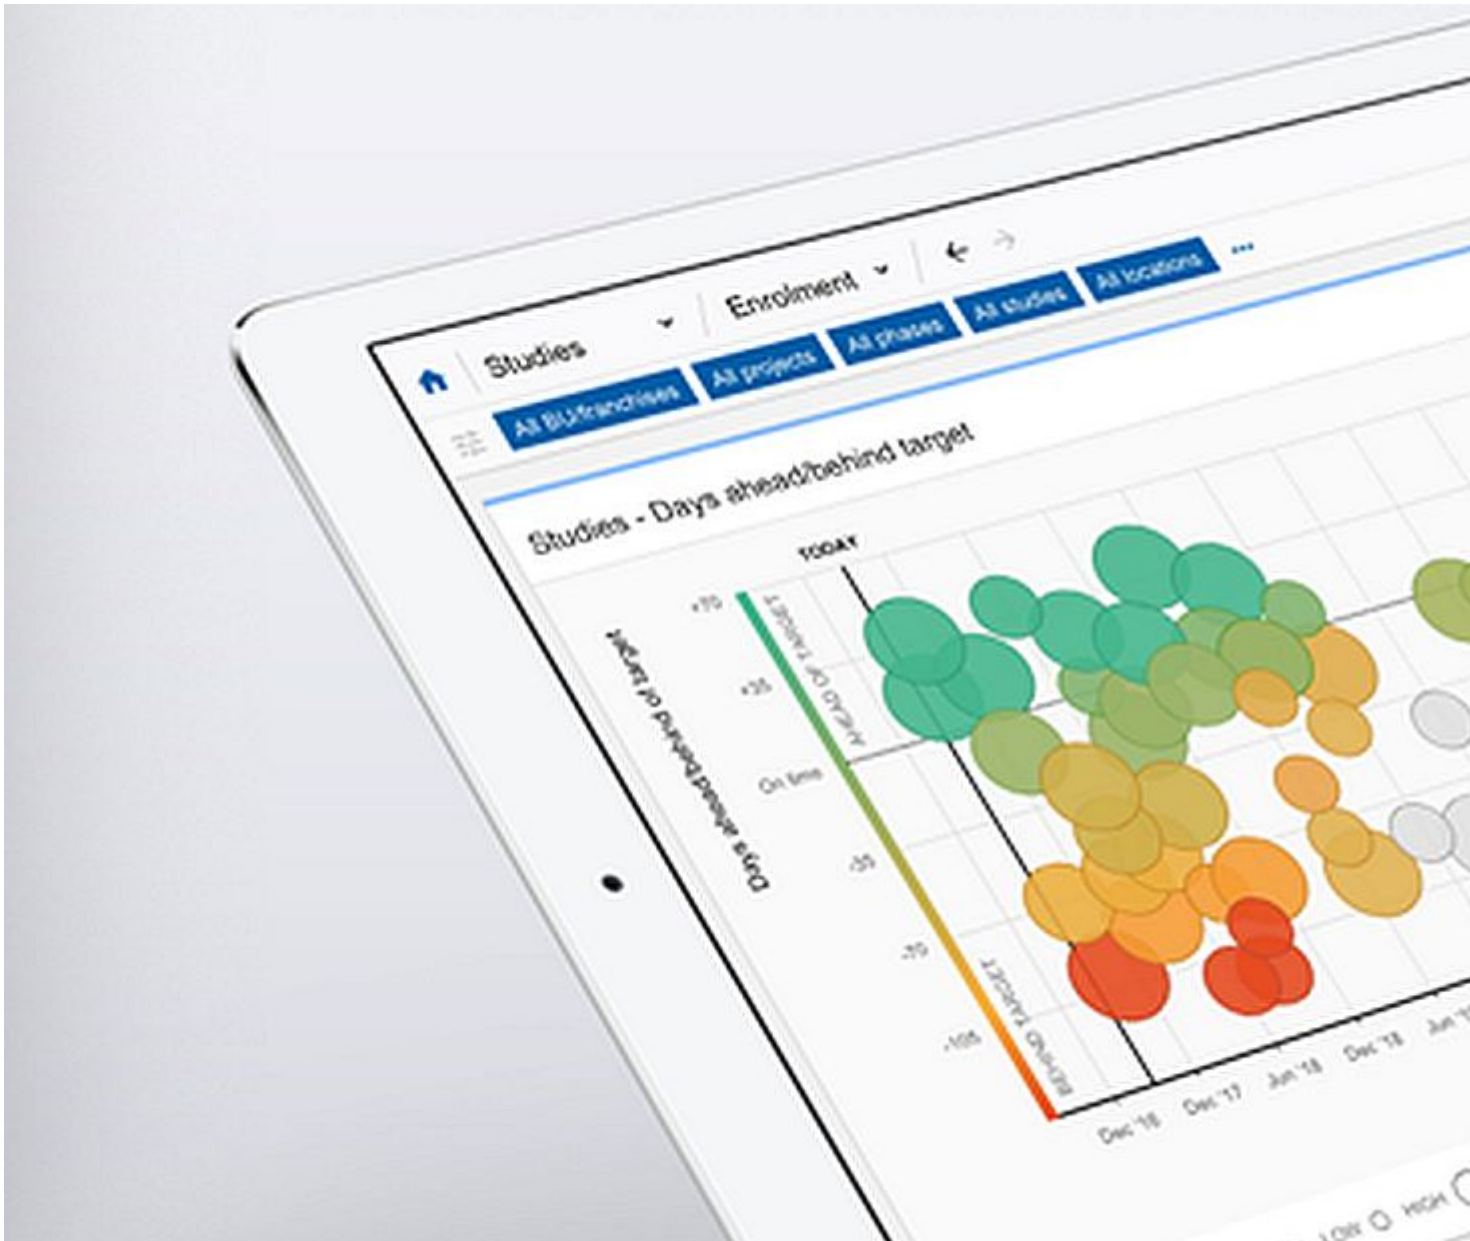 Studies
Enrolment
All BU/franchises
All projects
All phases
All studies
All locations
...
Studies - Days ahead/behind target
TODAY
+70
+35
On time
-35
-70
-105
AHEAD OF TARGET
BEHIND TARGET
Days ahead/behind of target
Dec '16
Dec '17
Jun '18
Dec '18
LOW
HIGH